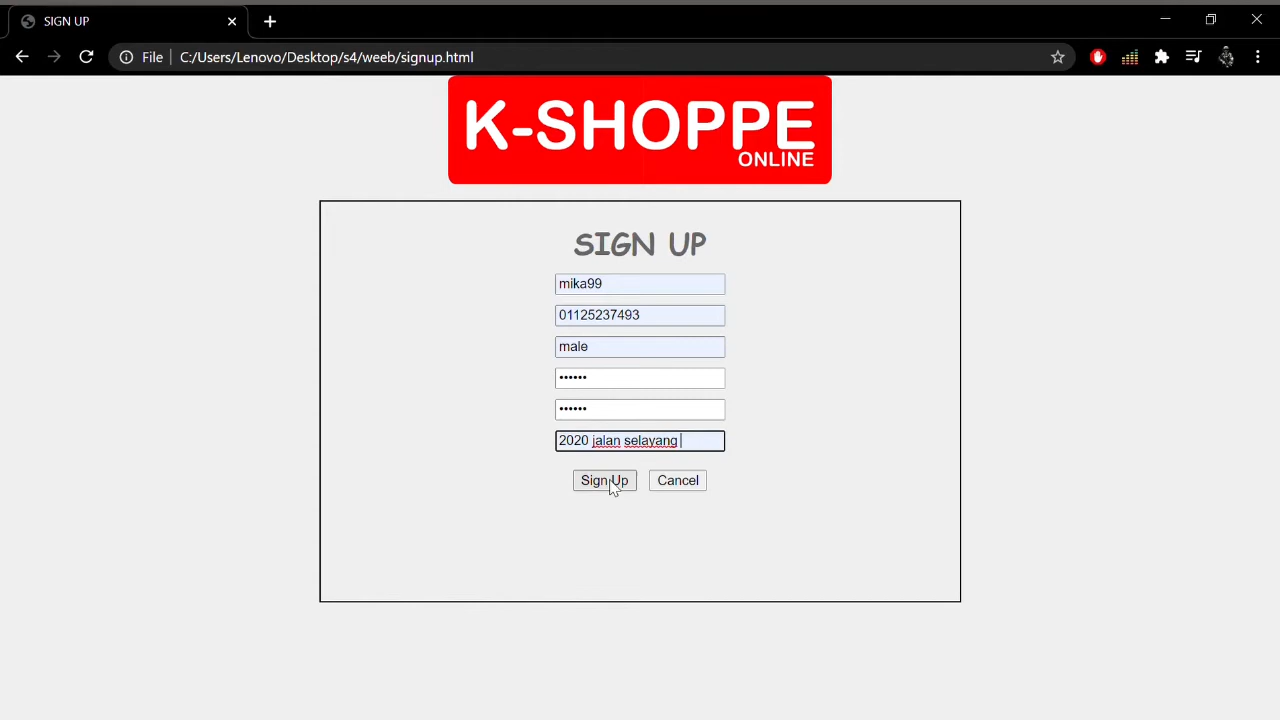 SIGN UP
File C:/Users/Lenovo/Desktop/s4/weeb/signup.html
K-SHOPPE
ONLINE
SIGN UP
mika99
01125237493
male
••••••
••••••
2020 jalan selayang
Sign Up Cancel